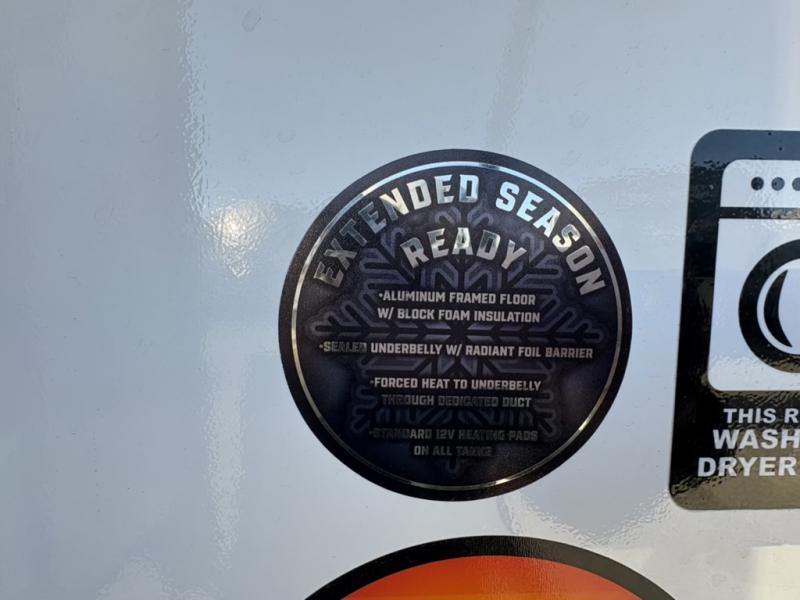 EXTENDED SEASON
READY
•ALUMINUM FRAMED FLOOR
W/ BLOCK FOAM INSULATION
•SEALED UNDERBELLY W/ RADIANT FOIL BARRIER
•FORCED HEAT TO UNDERBELLY
THROUGH DEDICATED DUCT
•STANDARD 12V HEATING PADS
ON ALL TANKS
THIS R
WASH
DRYER